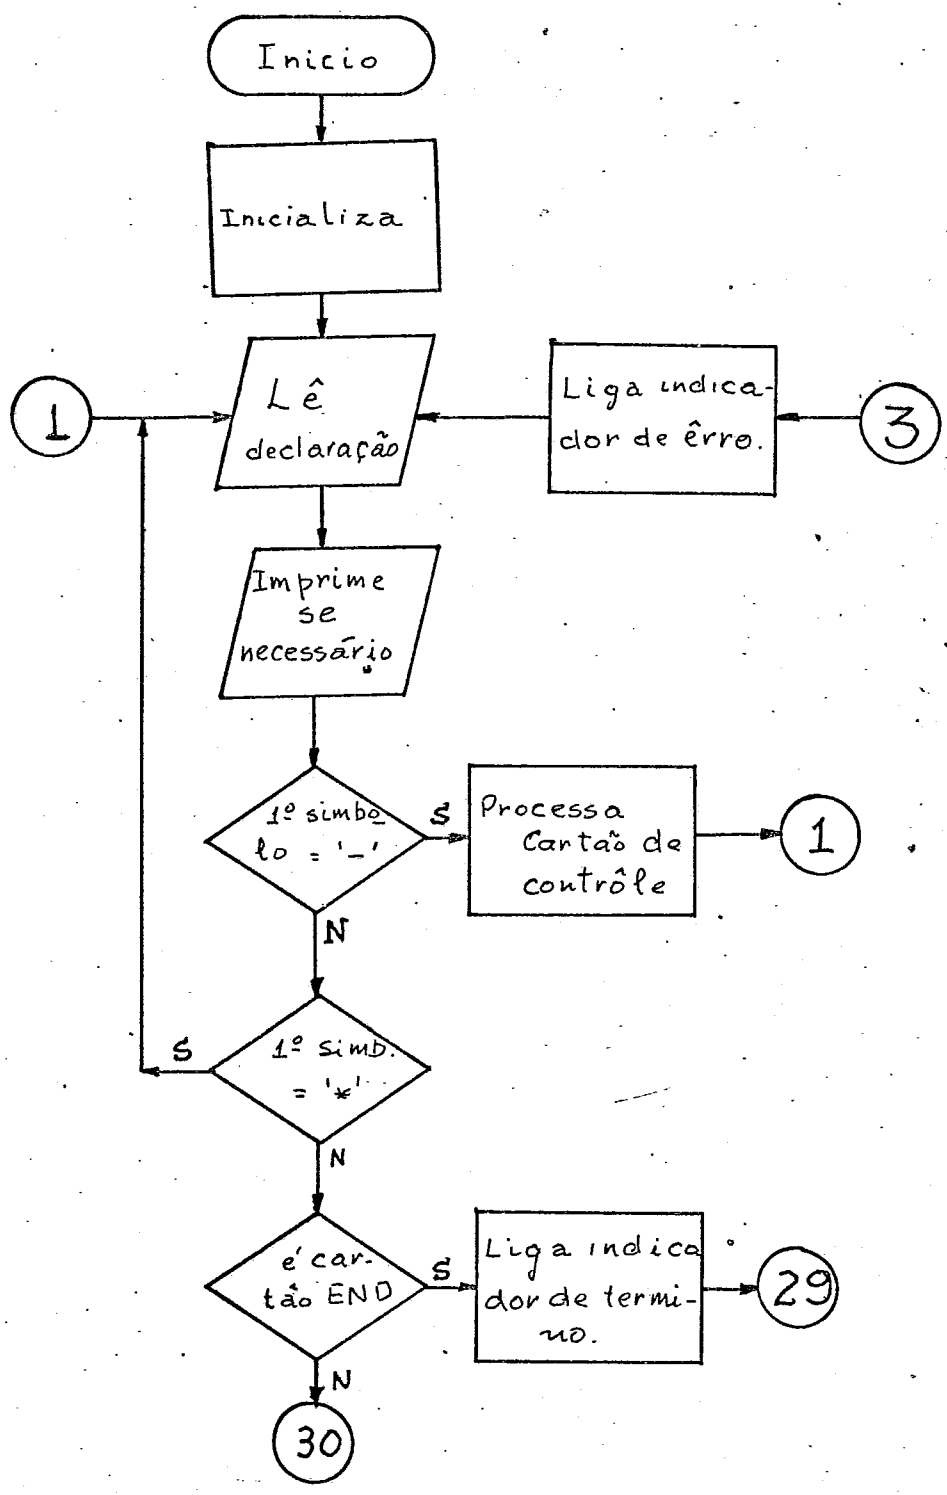 Inicio
Inicializa
1
Lê
declaração
Liga indica-
dor de êrro.
3
Imprime
se
necessário
1º simbo
lo = '-'
S
Processa
Cartão de
contrôle
1
N
1º simb.
= '*'
S
N
é car-
tão END
S
Liga indica
dor de termi-
no.
29
N
30